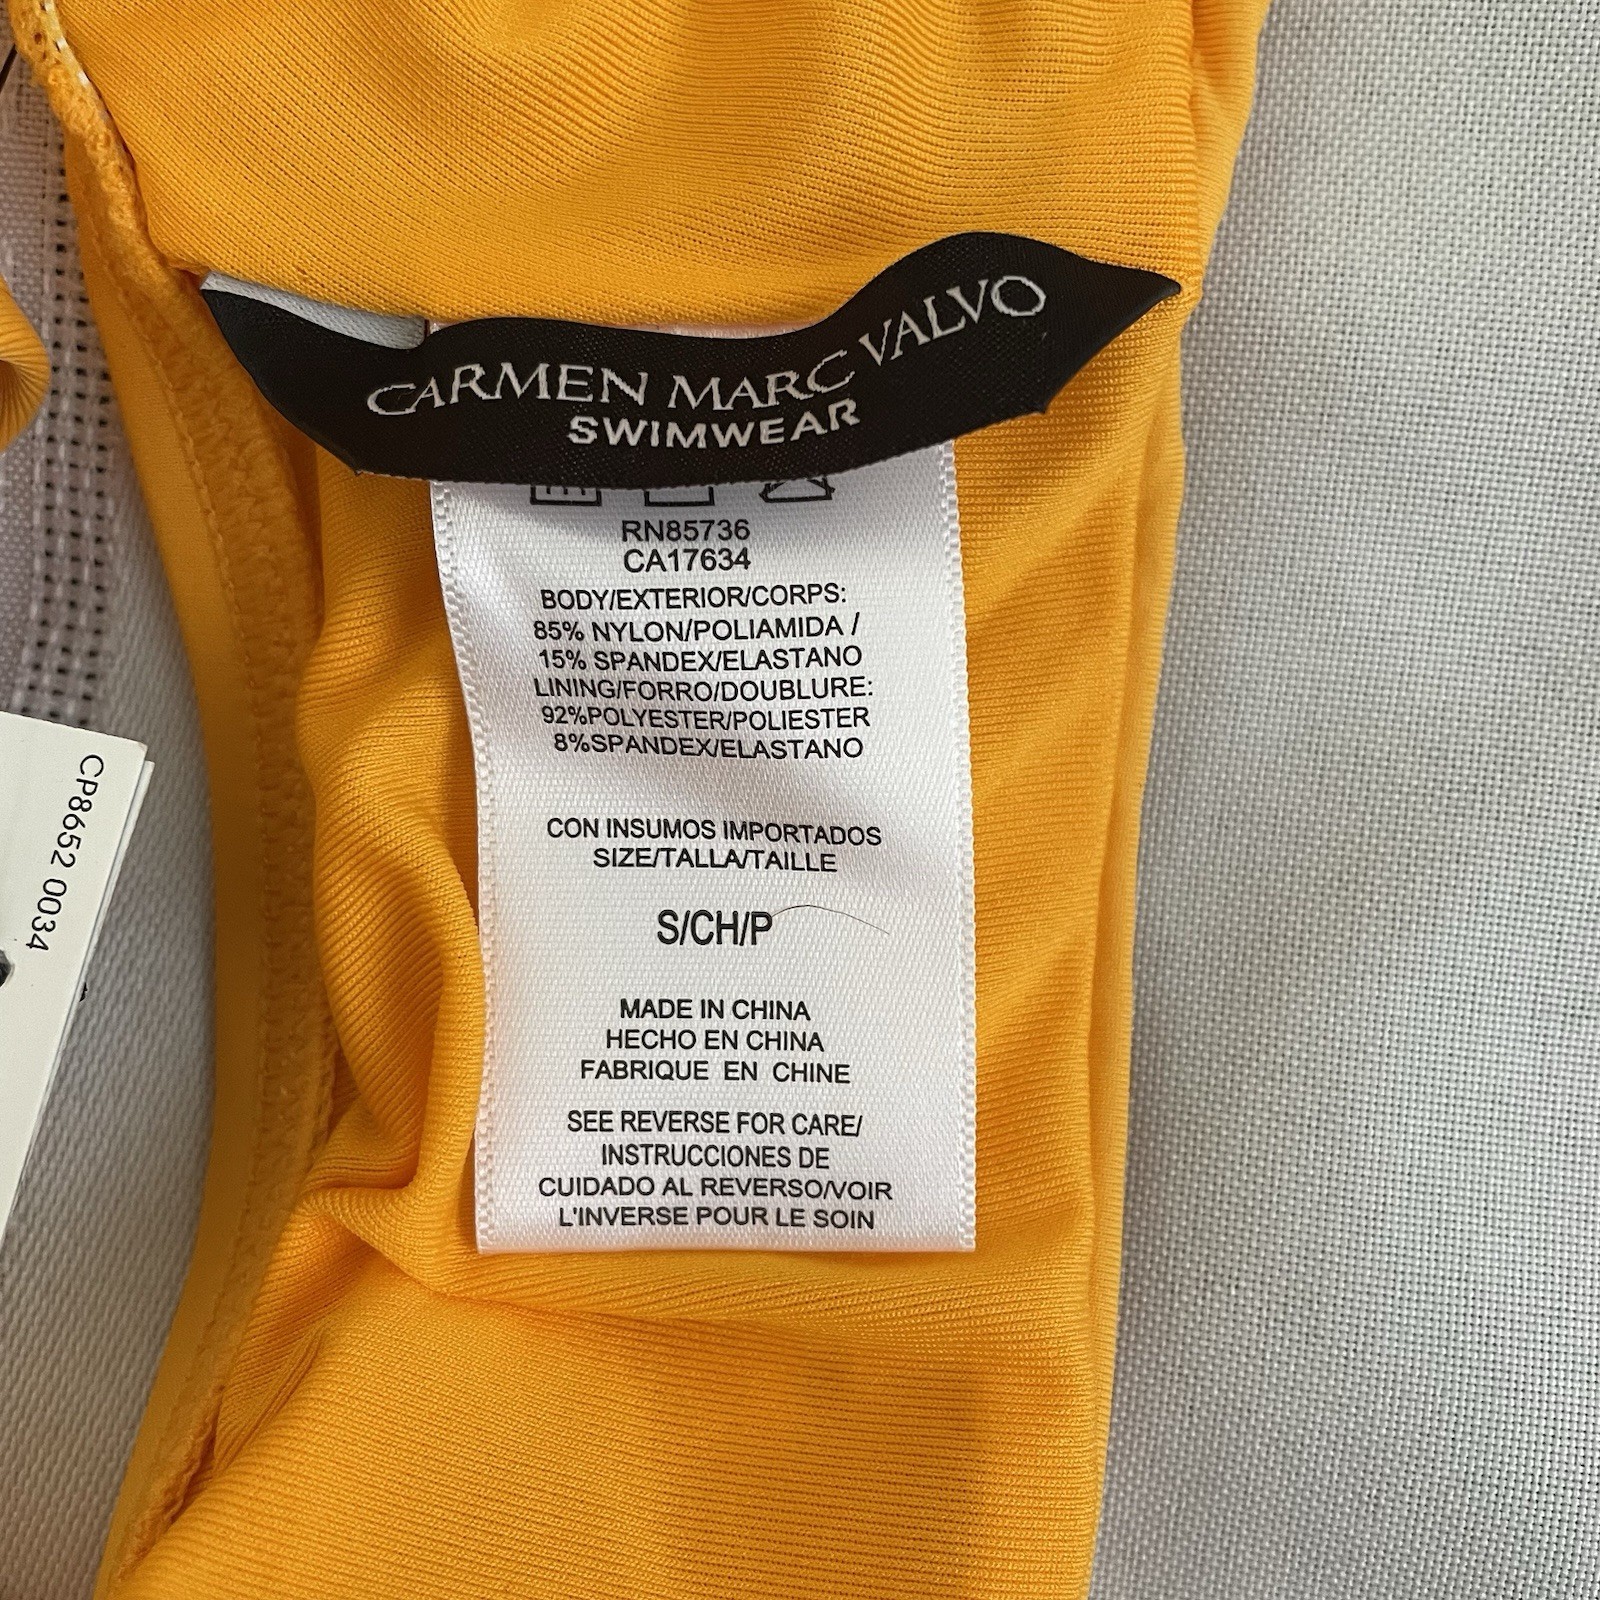 CARMEN MARC VALVO
SWIMWEAR
RN85736
CA17634
BODY/EXTERIOR/CORPS:
85% NYLON/POLIAMIDA /
15% SPANDEX/ELASTANO
LINING/FORRO/DOUBLURE:
92%POLYESTER/POLIESTER
8%SPANDEX/ELASTANO
CON INSUMOS IMPORTADOS
SIZE/TALLA/TAILLE
S/CH/P
MADE IN CHINA
HECHO EN CHINA
FABRIQUE EN CHINE
SEE REVERSE FOR CARE/
INSTRUCCIONES DE
CUIDADO AL REVERSO/VOIR
L'INVERSE POUR LE SOIN
CP8652 0034